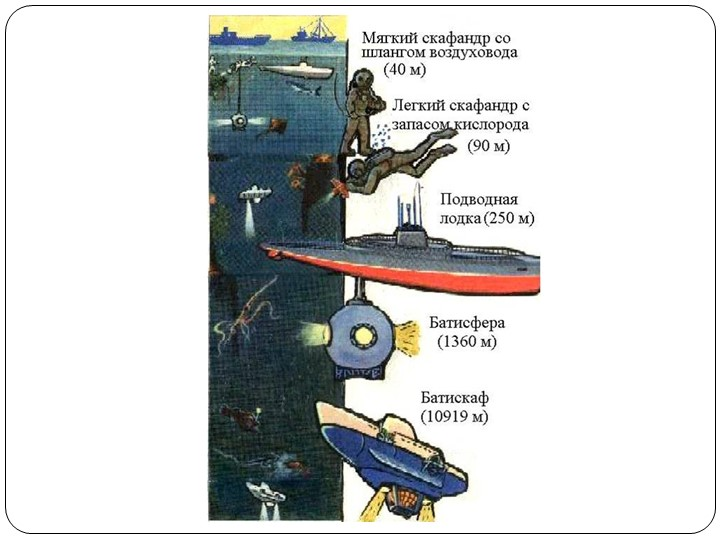 Мягкий скафандр со
шлангом воздуховода
(40 м)
Легкий скафандр с
запасом кислорода
(90 м)
Подводная
лодка (250 м)
Батисфера
(1360 м)
Батискаф
(10919 м)